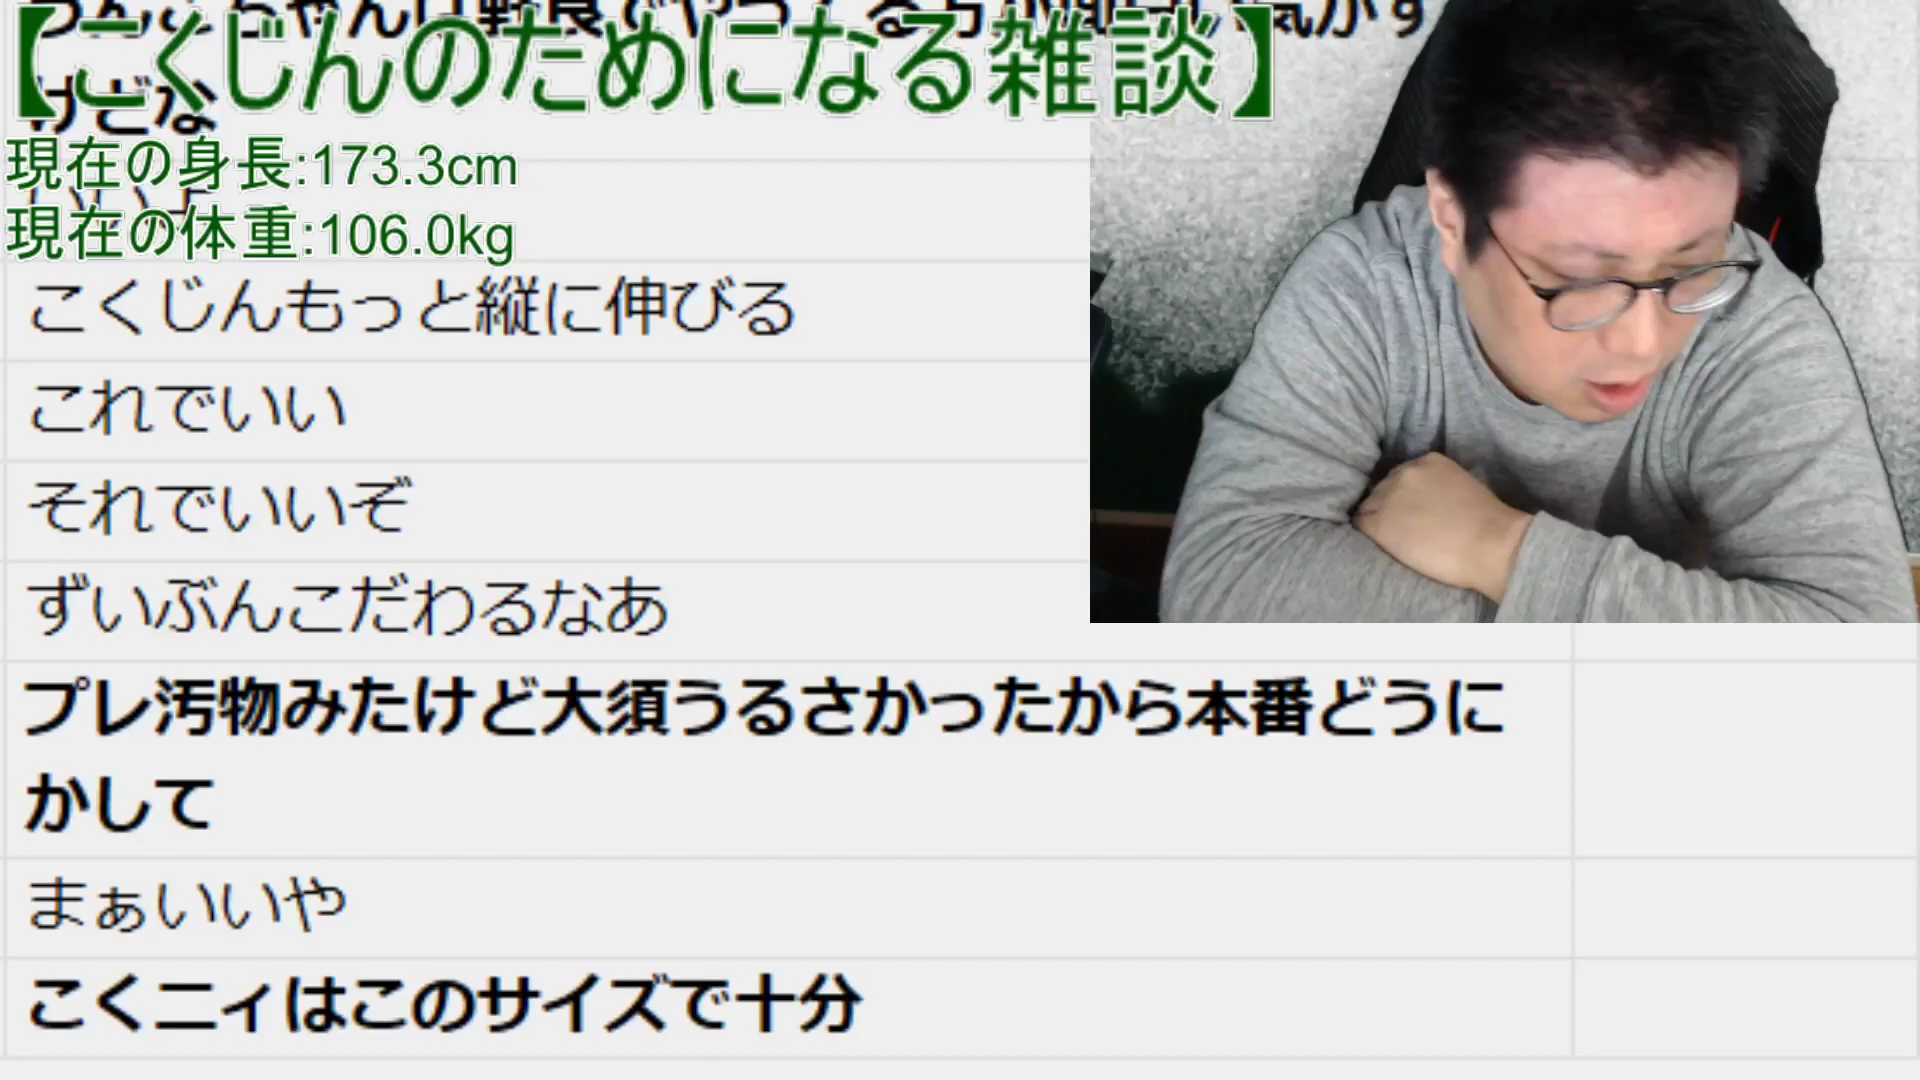 【こくじんのためになる雑談】
けどな
現在の身長:173.3cm
現在の体重:106.0kg
こくじんもっと縦に伸びる
これでいい
それでいいぞ
ずいぶんこだわるなあ
プレ汚物みたけど大須うるさかったから本番どうに
かして
まぁいいや
こくニィはこのサイズで十分